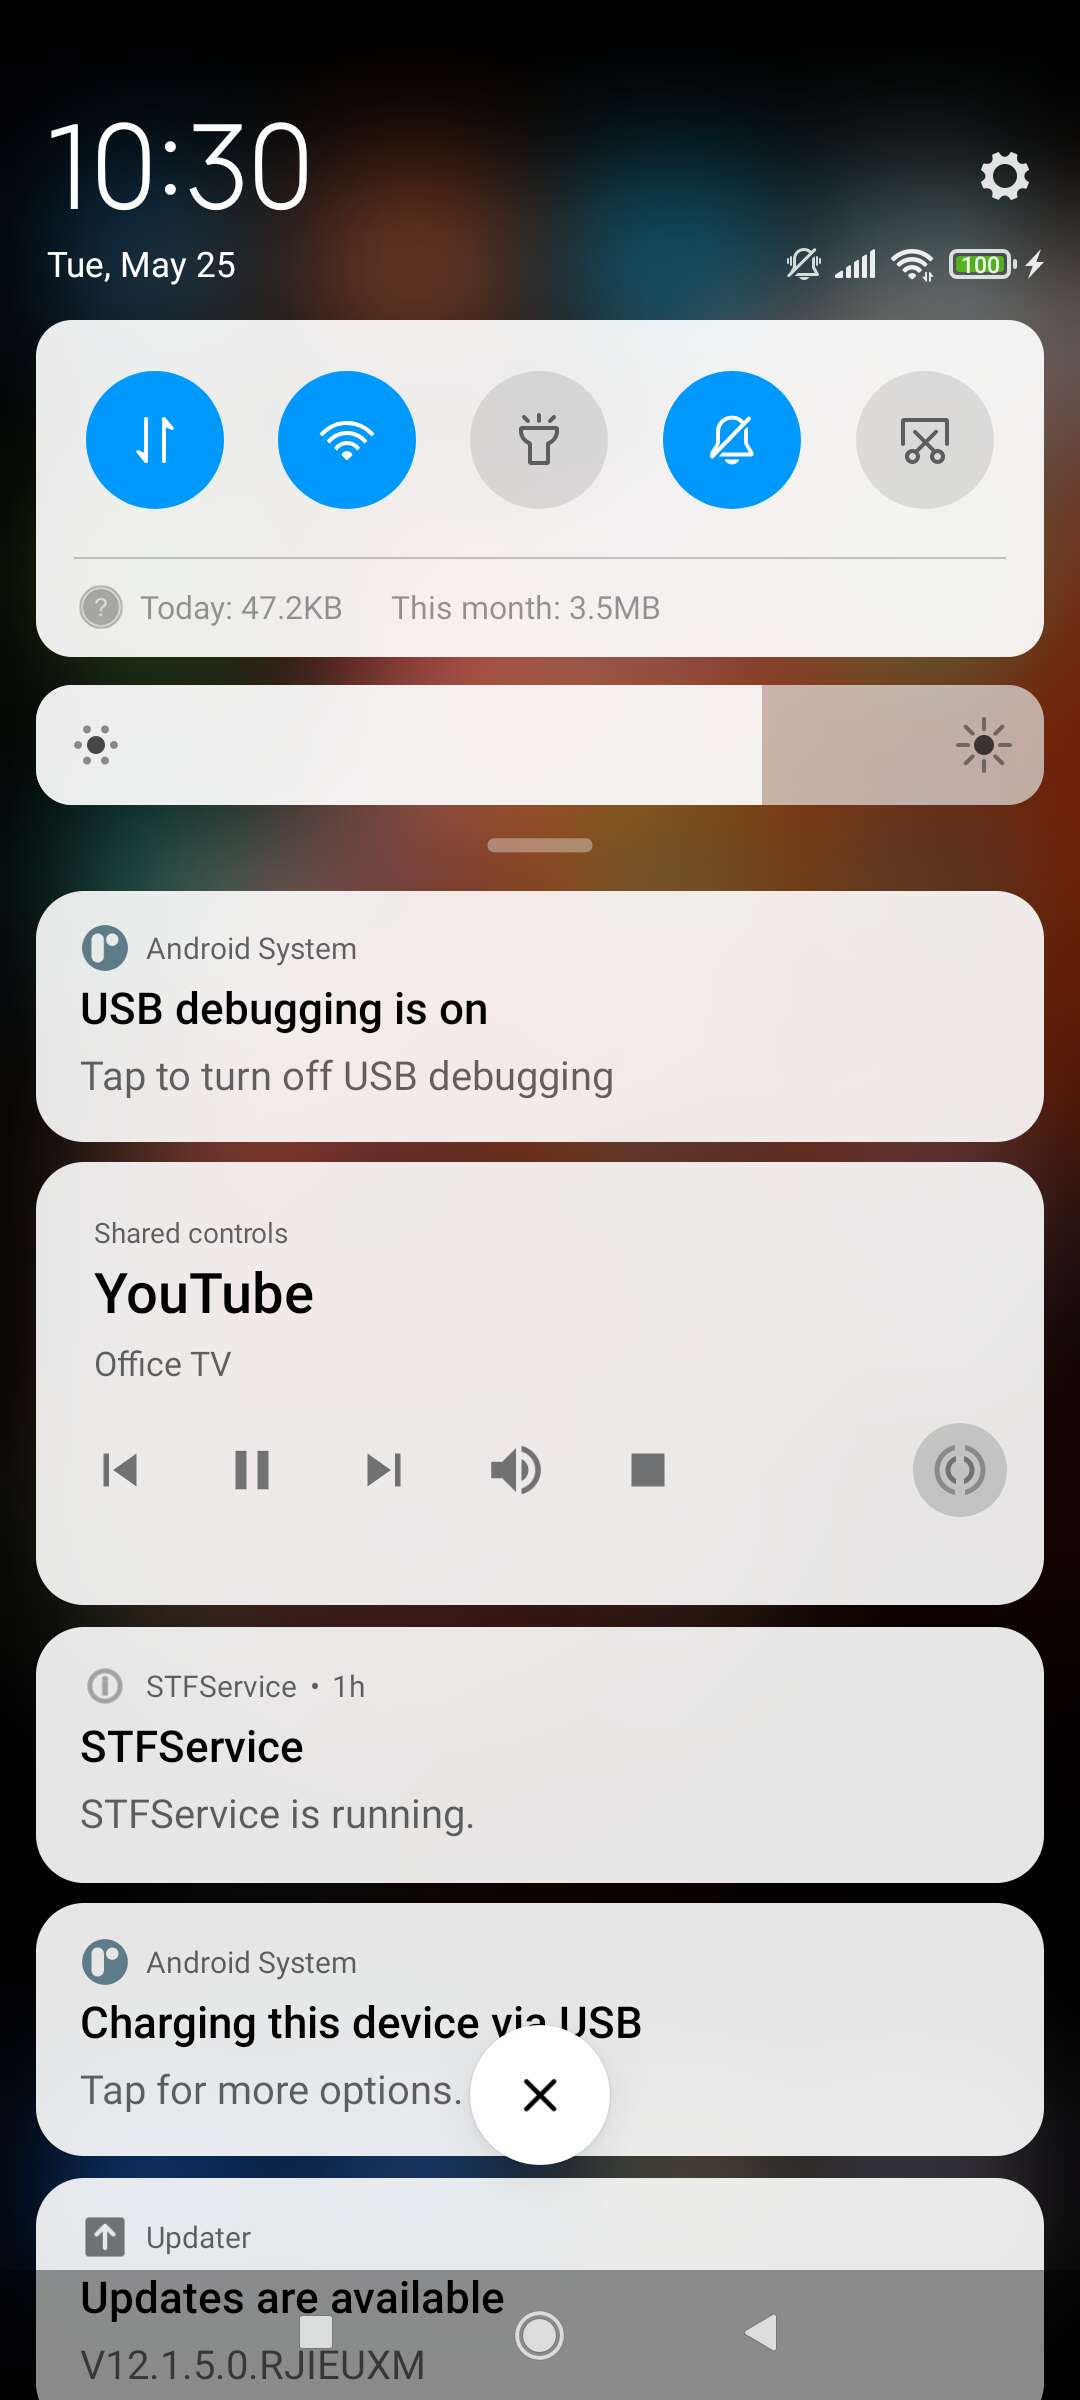 10:30
Tue, May 25
100
Today: 47.2KB This month: 3.5MB
Android System
USB debugging is on
Tap to turn off USB debugging
Shared controls
YouTube
Office TV
STFService • 1h
STFService
STFService is running.
Android System
Charging this device via USB
Tap for more options.
Updater
Updates are available
V12.1.5.0.RJIEUXM